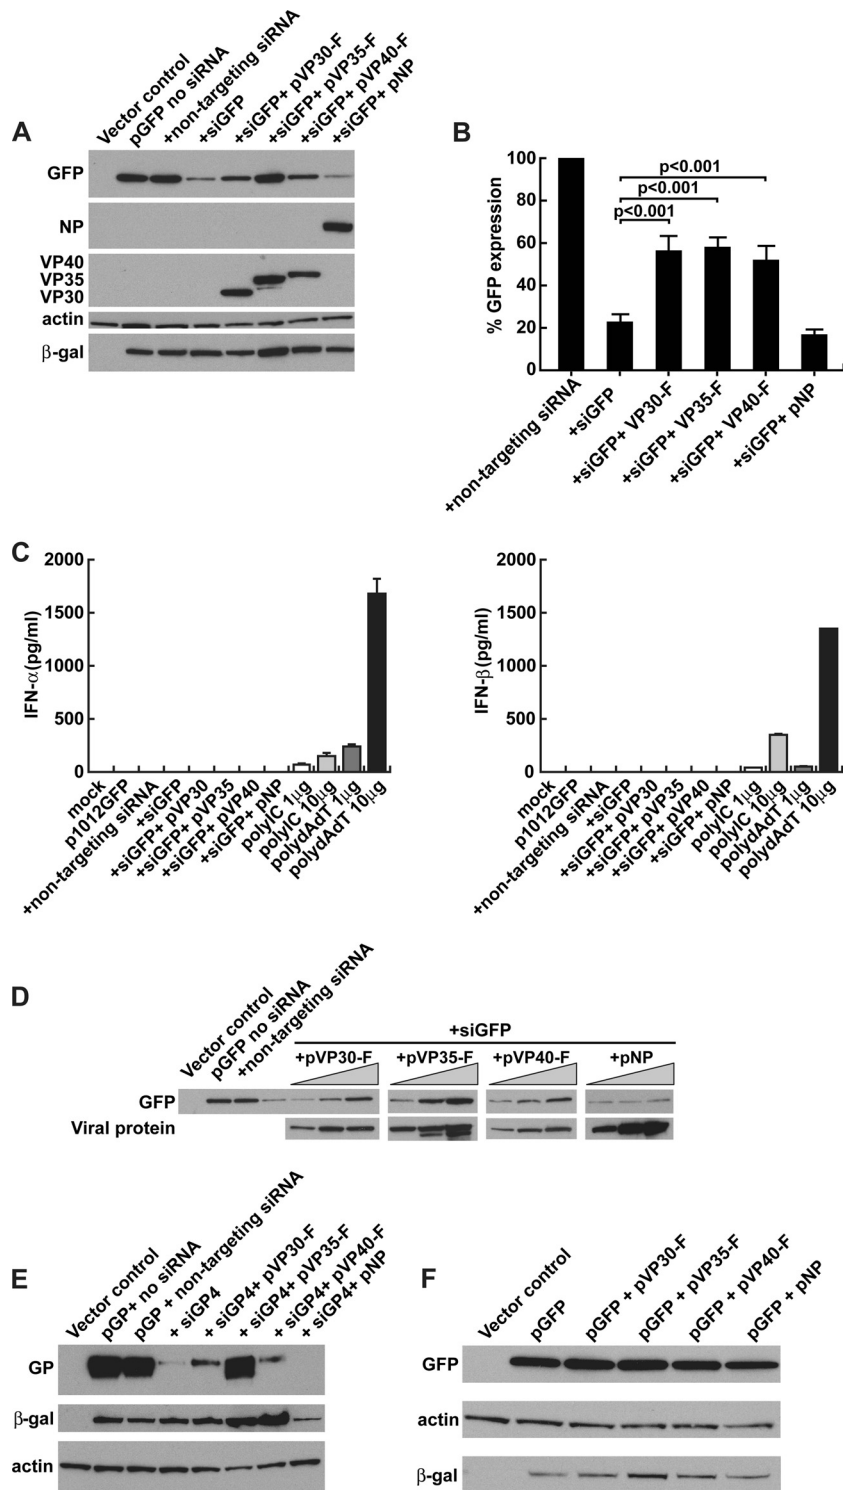 A
Vector control
pGFP no siRNA
+non-targeting siRNA
+siGFP
+siGFP+ pVP30-F
+siGFP+ pVP35-F
+siGFP+ pVP40-F
+siGFP+ pNP
GFP
NP
VP40
VP35
VP30
actin
β-gal
B
% GFP expression
100
80
60
40
20
0
p<0.001
p<0.001
p<0.001
+non-targeting siRNA
+siGFP
+siGFP+ VP30-F
+siGFP+ VP35-F
+siGFP+ VP40-F
+siGFP+ pNP
C
IFN-α(pg/ml)
2000
1500
1000
500
0
mock
p1012GFP
+non-targeting siRNA
+siGFP
+siGFP+ pVP30
+siGFP+ pVP35
+siGFP+ pVP40
+siGFP+ pNP
polyIC 1μg
polyIC 10μg
polydAdT 1μg
polydAdT 10μg
IFN-β(pg/ml)
2000
1500
1000
500
0
mock
p1012GFP
+non-targeting siRNA
+siGFP
+siGFP+ pVP30
+siGFP+ pVP35
+siGFP+ pVP40
+siGFP+ pNP
polyIC 1μg
polyIC 10μg
polydAdT 1μg
polydAdT 10μg
D
Vector control
pGFP no siRNA
+non-targeting siRNA
+siGFP
+pVP30-F
+pVP35-F
+pVP40-F
+pNP
GFP
Viral protein
E
Vector control
pGP+ no siRNA
pGP + non-targeting siRNA
+ siGP4
+ siGP4+ pVP30-F
+ siGP4+ pVP35-F
+ siGP4+ pVP40-F
+ siGP4+ pNP
GP
β-gal
actin
F
Vector control
pGFP
pGFP + pVP30-F
pGFP + pVP35-F
pGFP + pVP40-F
pGFP + pNP
GFP
actin
β-gal